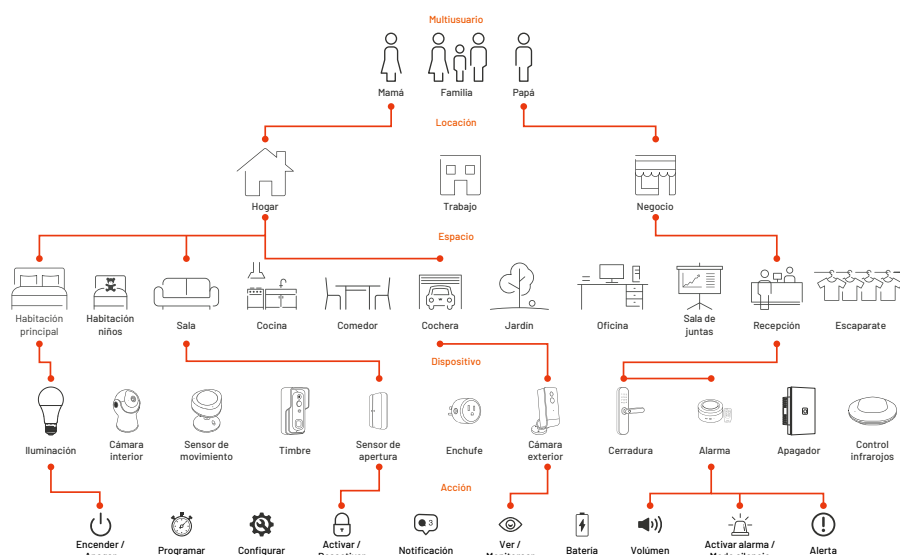 Multiusuario
Mamá
Familia
Papá
Locación
Hogar
Trabajo
Negocio
Espacio
Habitación
principal
Habitación
niños
Sala
Cocina
Comedor
Cochera
Jardín
Oficina
Sala de
juntas
Recepción
Escaparate
Dispositivo
Iluminación
Cámara
interior
Sensor de
movimiento
Timbre
Sensor de
apertura
Enchufe
Cámara
exterior
Cerradura
Alarma
Apagador
Control
infrarojos
Acción
3
Encender /
Programar
Configurar
Activar /
Notificación
Ver /
Batería
Volúmen
Activar alarma /
Alerta